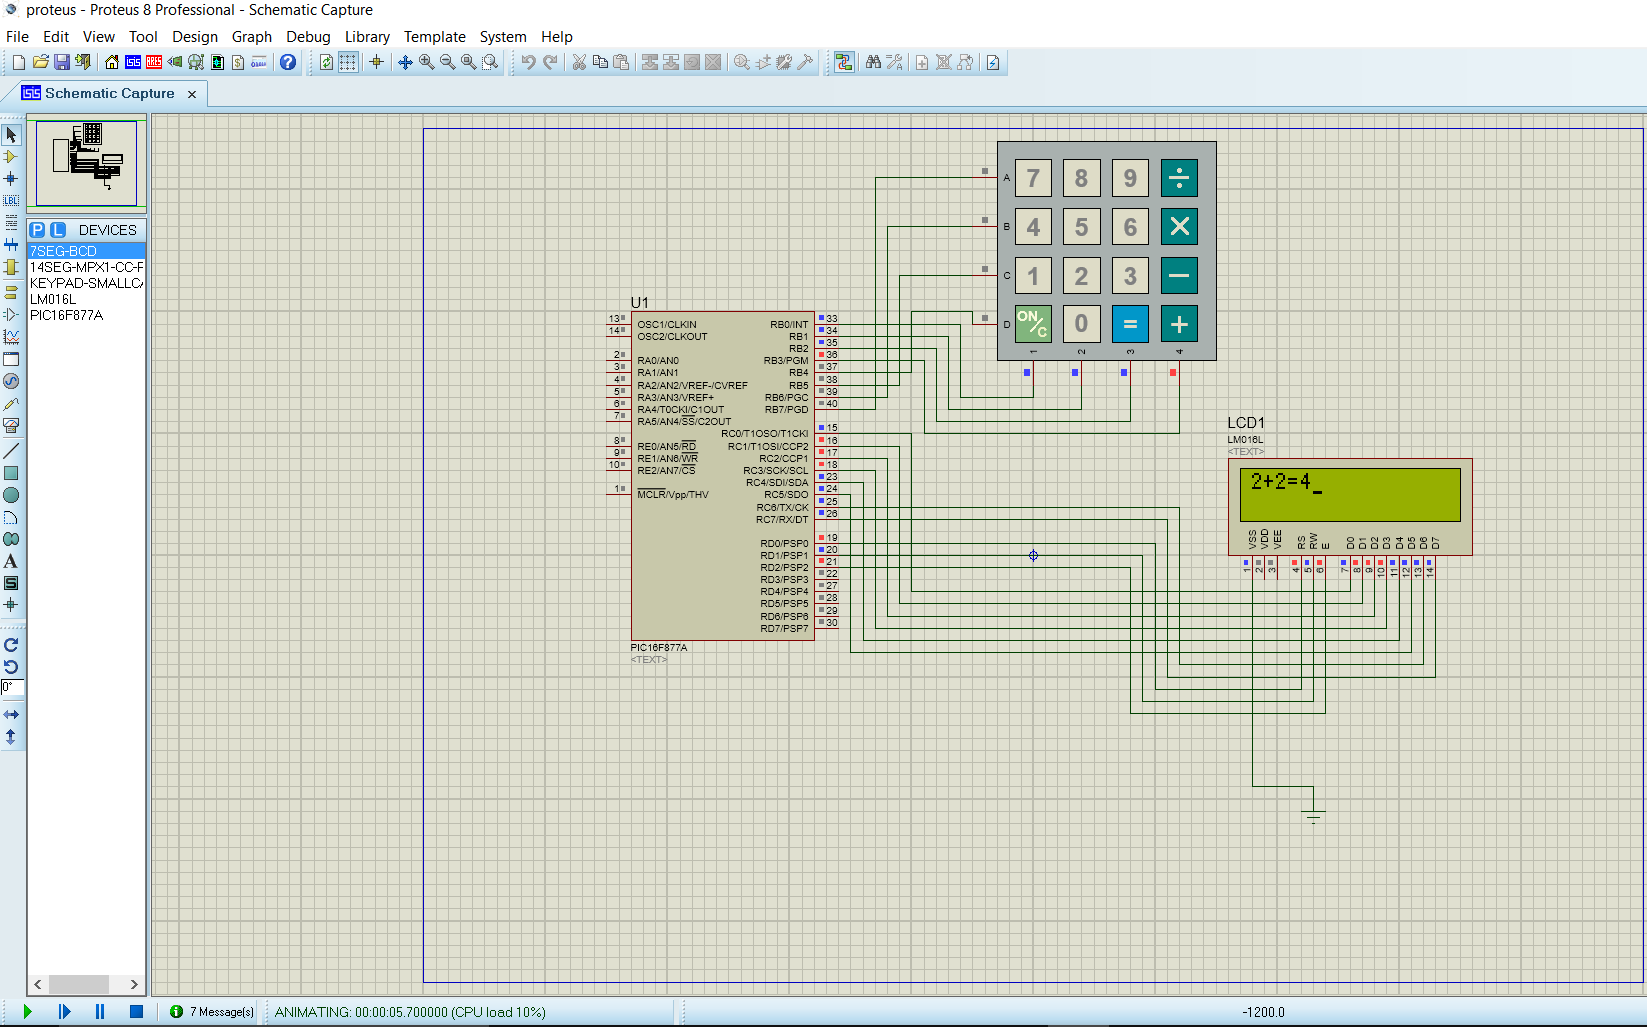 proteus - Proteus 8 Professional - Schematic Capture
File Edit View Tool Design Graph Debug Library Template System Help
Schematic Capture ×
P L DEVICES
7SEG-BCD
14SEG-MPX1-CC-F
KEYPAD-SMALLCA
LM016L
PIC16F877A
LBL
A
S
0°
A 7 8 9 ÷
B 4 5 6 ×
C 1 2 3 −
D ON/C 0 = +
1 2 3 4
U1
13 OSC1/CLKIN
14 OSC2/CLKOUT
2 RA0/AN0
3 RA1/AN1
4 RA2/AN2/VREF-/CVREF
5 RA3/AN3/VREF+
6 RA4/T0CKI/C1OUT
7 RA5/AN4/SS/C2OUT
8 RE0/AN5/RD
9 RE1/AN6/WR
10 RE2/AN7/CS
1 MCLR/Vpp/THV
RB0/INT 33
RB1 34
RB2 35
RB3/PGM 36
RB4 37
RB5 38
RB6/PGC 39
RB7/PGD 40
RC0/T1OSO/T1CKI 15
RC1/T1OSI/CCP2 16
RC2/CCP1 17
RC3/SCK/SCL 18
RC4/SDI/SDA 23
RC5/SDO 24
RC6/TX/CK 25
RC7/RX/DT 26
RD0/PSP0 19
RD1/PSP1 20
RD2/PSP2 21
RD3/PSP3 22
RD4/PSP4 27
RD5/PSP5 28
RD6/PSP6 29
RD7/PSP7 30
PIC16F877A
<TEXT>
LCD1
LM016L
<TEXT>
2+2=4_
VSS VDD VEE RS RW E D0 D1 D2 D3 D4 D5 D6 D7
1 2 3 4 5 6 7 8 9 10 11 12 13 14
7 Message(s) ANIMATING: 00:00:05.700000 (CPU load 10%) -1200.0